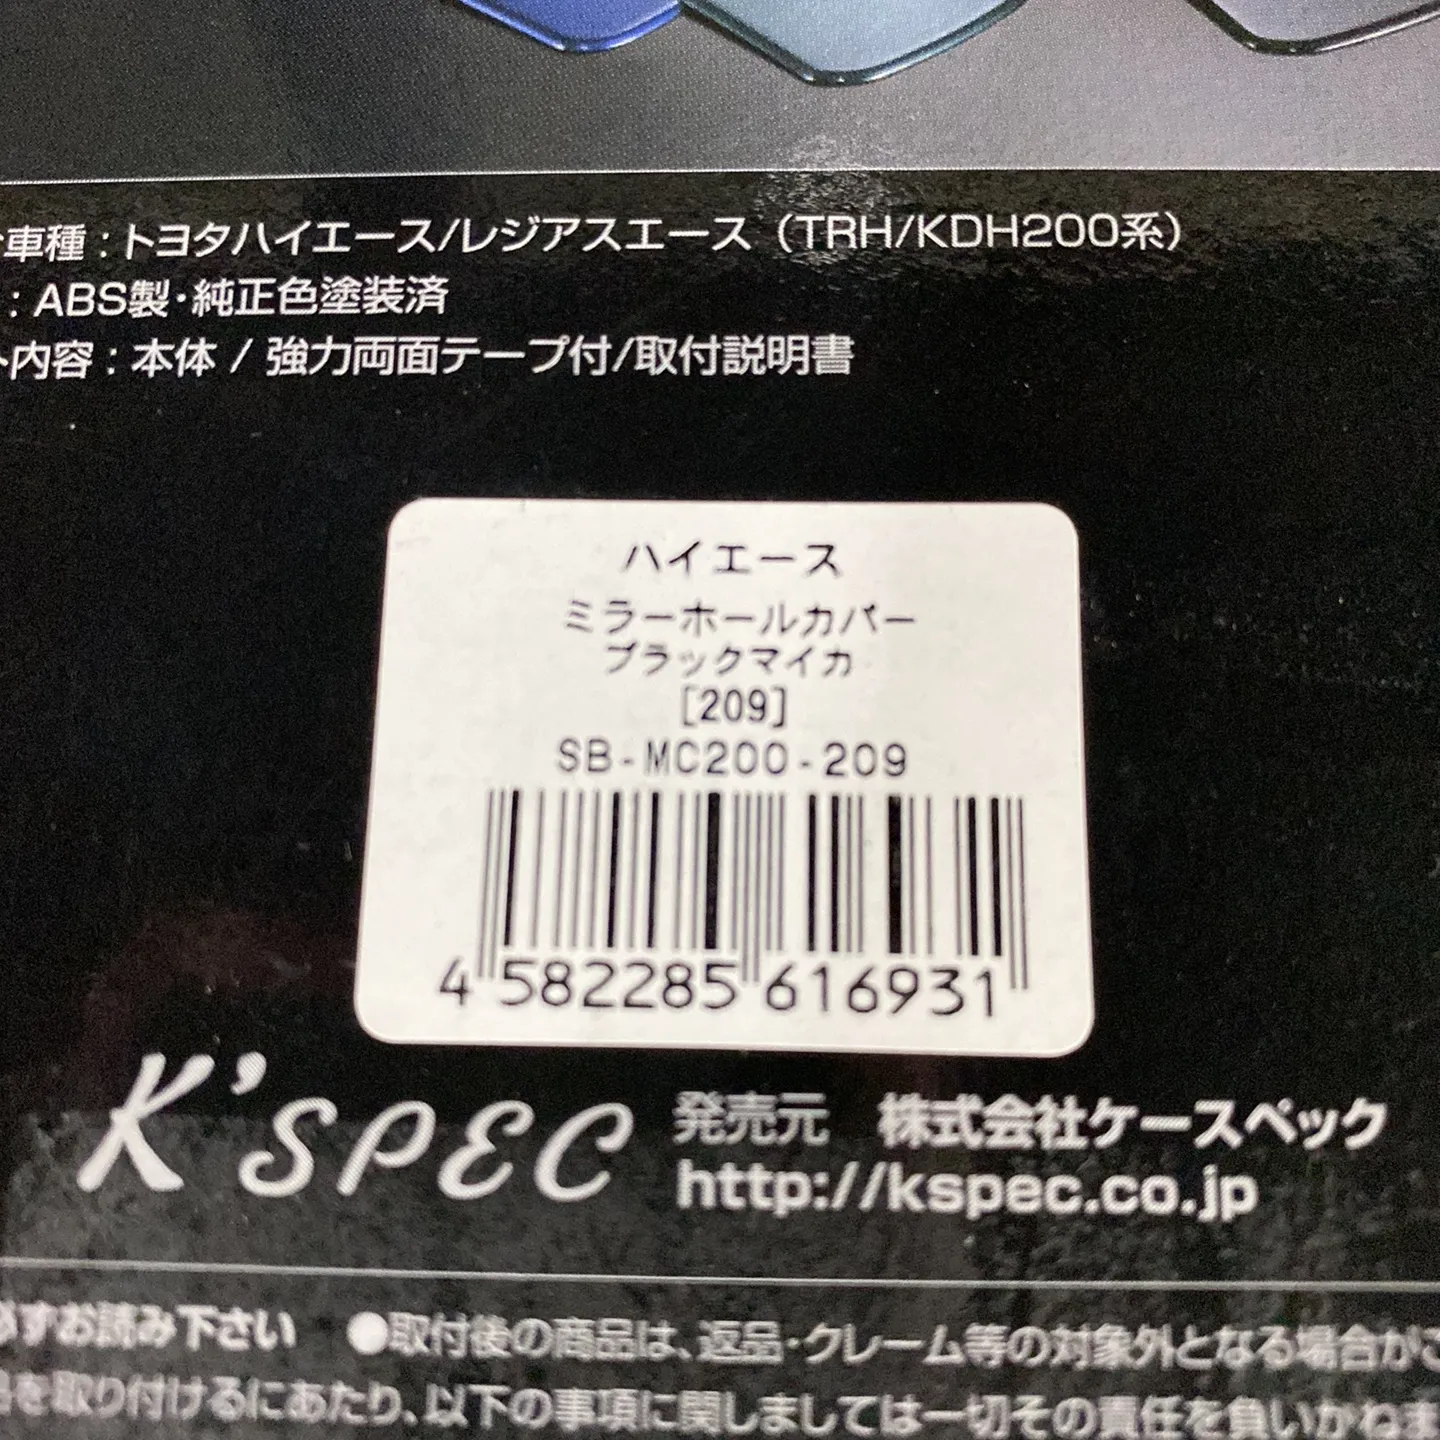 車種：トヨタハイエース/レジアスエース（TRH/KDH200系）
：ABS製・純正色塗装済
内容：本体 / 強力両面テープ付/取付説明書
ハイエース
ミラーホールカバー
ブラックマイカ
[209]
SB-MC200-209
4 582285 616931
K'SPEC 発売元 株式会社ケースペック
http://kspec.co.jp
必ずお読み下さい ●取付後の商品は、返品・クレーム等の対象外となる場合がご
を取り付けるにあたり、以下の事項に関しましては一切その責任を負いかねま